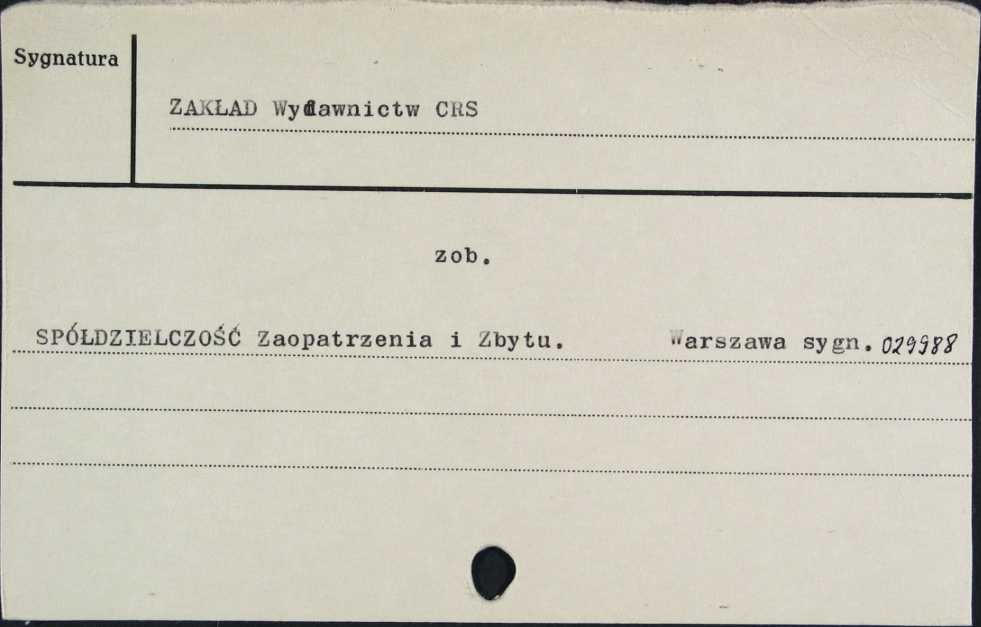 Sygnatura
ZAKŁAD Wydawnictw CRS
zob.
SPÓŁDZIELCZOŚĆ Zaopatrzenia i Zbytu. Warszawa sygn. 029988